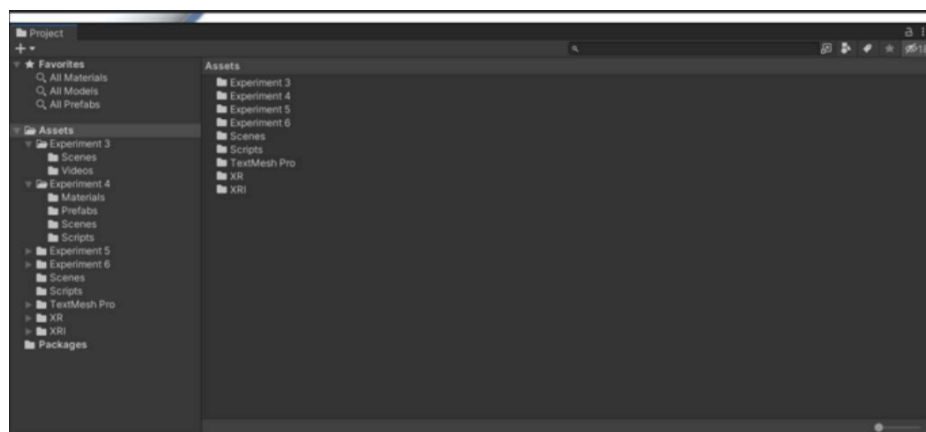 Project
Favorites
All Materials
All Models
All Prefabs
Assets
Experiment 3
Scenes
Videos
Experiment 4
Materials
Prefabs
Scenes
Scripts
Experiment 5
Experiment 6
Scenes
Scripts
TextMesh Pro
XR
XRI
Packages
Assets
Experiment 3
Experiment 4
Experiment 5
Experiment 6
Scenes
Scripts
TextMesh Pro
XR
XRI